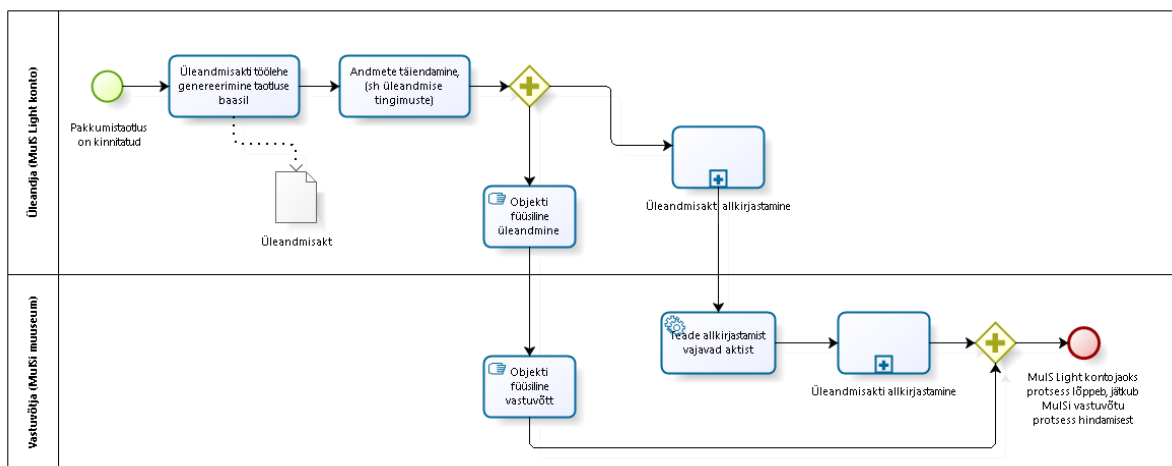 Üleandja (MuIS Light konto)
Pakkumistaotlus
on kinnitatud
Üleandmisakti töölehe
genereerimine taotluse
baasil
Andmete täiendamine,
(sh üleandmise
tingimuste)
Üleandmisakt
Objekti
füüsiline
üleandmine
Üleandmisakti allkirjastamine
Vastuvõtja (MuISi muuseum)
Objekti
füüsiline
vastuvõtt
Teade allkirjastamist
vajavad aktist
Üleandmisakti allkirjastamine
MuIS Light konto jaoks
protsess lõppeb, jätkub
MuISi vastuvõtu
protsess hindamisest